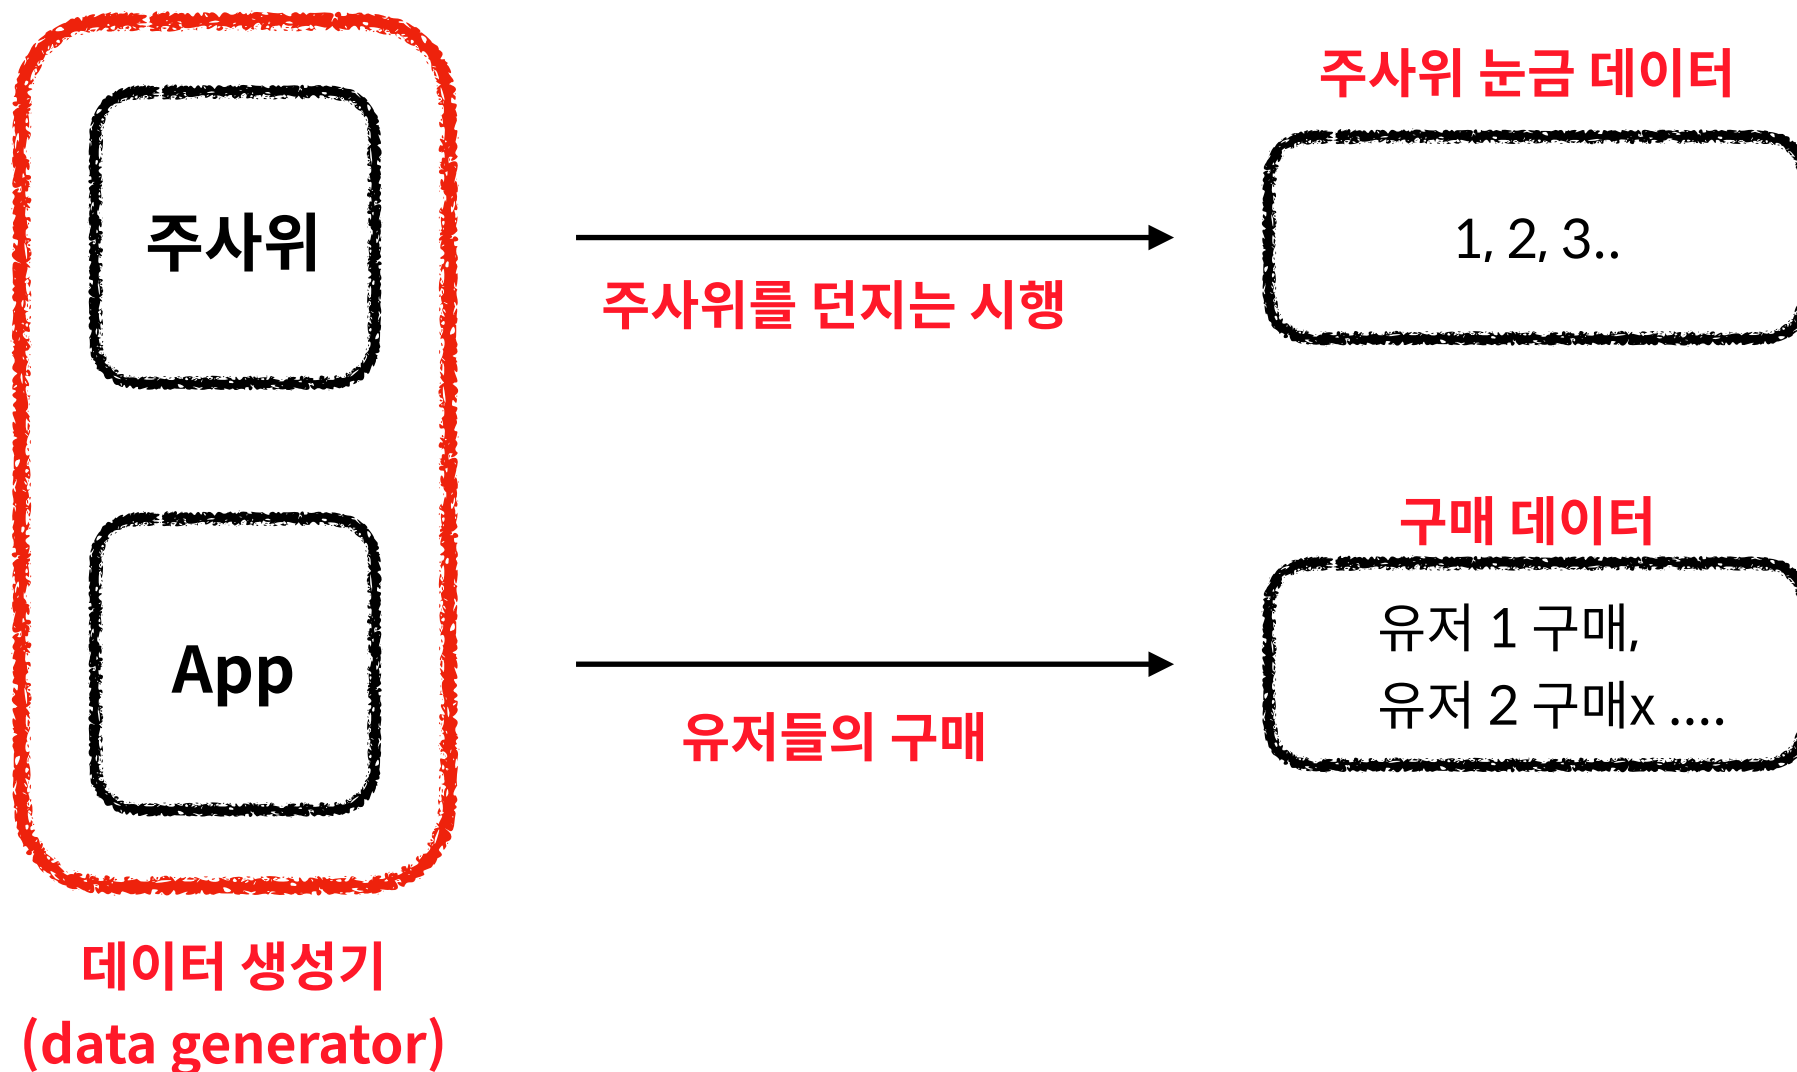 주사위 눈금 데이터
주사위
1, 2, 3..
주사위를 던지는 시행
구매 데이터
App
유저 1 구매,
유저 2 구매x ....
유저들의 구매
데이터 생성기
(data generator)